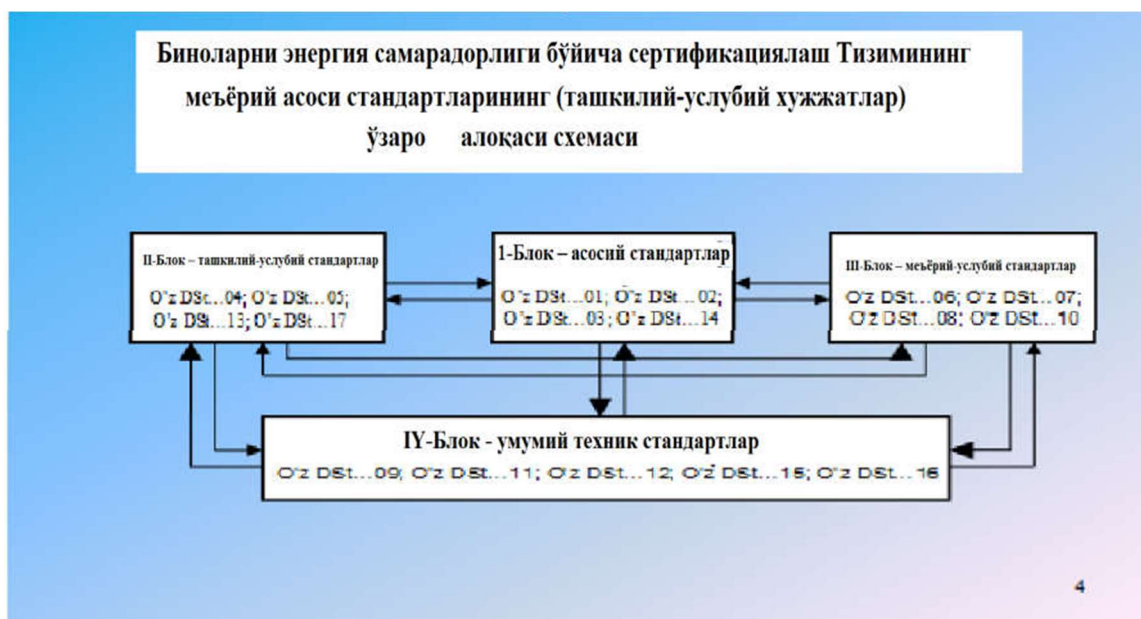 Биноларни энергия самарадорлиги бўйича сертификациялаш Тизимининг
меъёрий асоси стандартларининг (ташкилий-услубий хужжатлар)
ўзаро алоқаси схемаси
II-Блок – ташкилий-услубий стандартлар
O'z DSt...04; O'z DSt...05;
O'z DSt...13; O'z DSt...17
1-Блок – асосий стандартлар
O'z DSt...01; O'z DSt...02;
O'z DSt...03; O'z DSt...14
III-Блок – меъёрий-услубий стандартлар
O'z DSt...06; O'z DSt...07;
O'z DSt...08; O'z DSt...10
IY-Блок - умумий техник стандартлар
O'z DSt...09; O'z DSt...11; O'z DSt...12; O'z DSt...15; O'z DSt...16
4